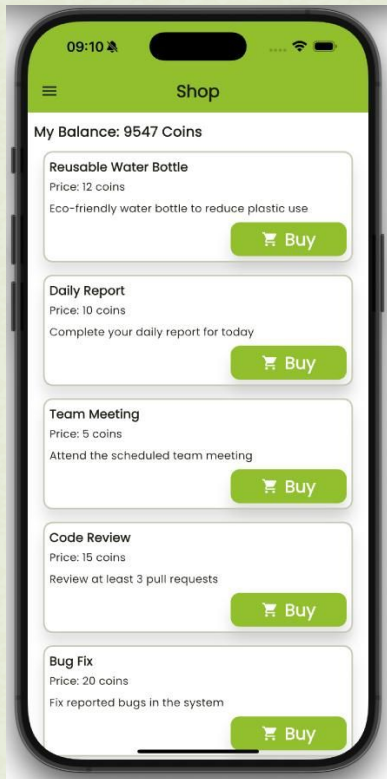 09:10
Shop
My Balance: 9547 Coins
Reusable Water Bottle
Price: 12 coins
Eco-friendly water bottle to reduce plastic use
Buy
Daily Report
Price: 10 coins
Complete your daily report for today
Buy
Team Meeting
Price: 5 coins
Attend the scheduled team meeting
Buy
Code Review
Price: 15 coins
Review at least 3 pull requests
Buy
Bug Fix
Price: 20 coins
Fix reported bugs in the system
Buy